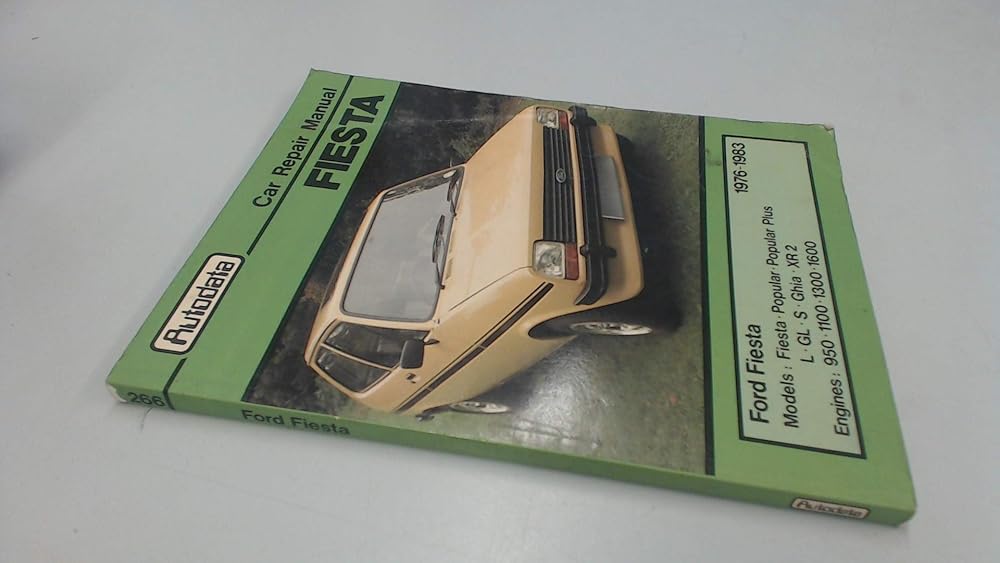 Autodata
Car Repair Manual
FIESTA
Ford Fiesta
1976-1983
Models: Fiesta·Popular·Popular Plus
L·GL·S·Ghia·XR2
Engines: 950·1100·1300·1600
266
Ford Fiesta
Autodata